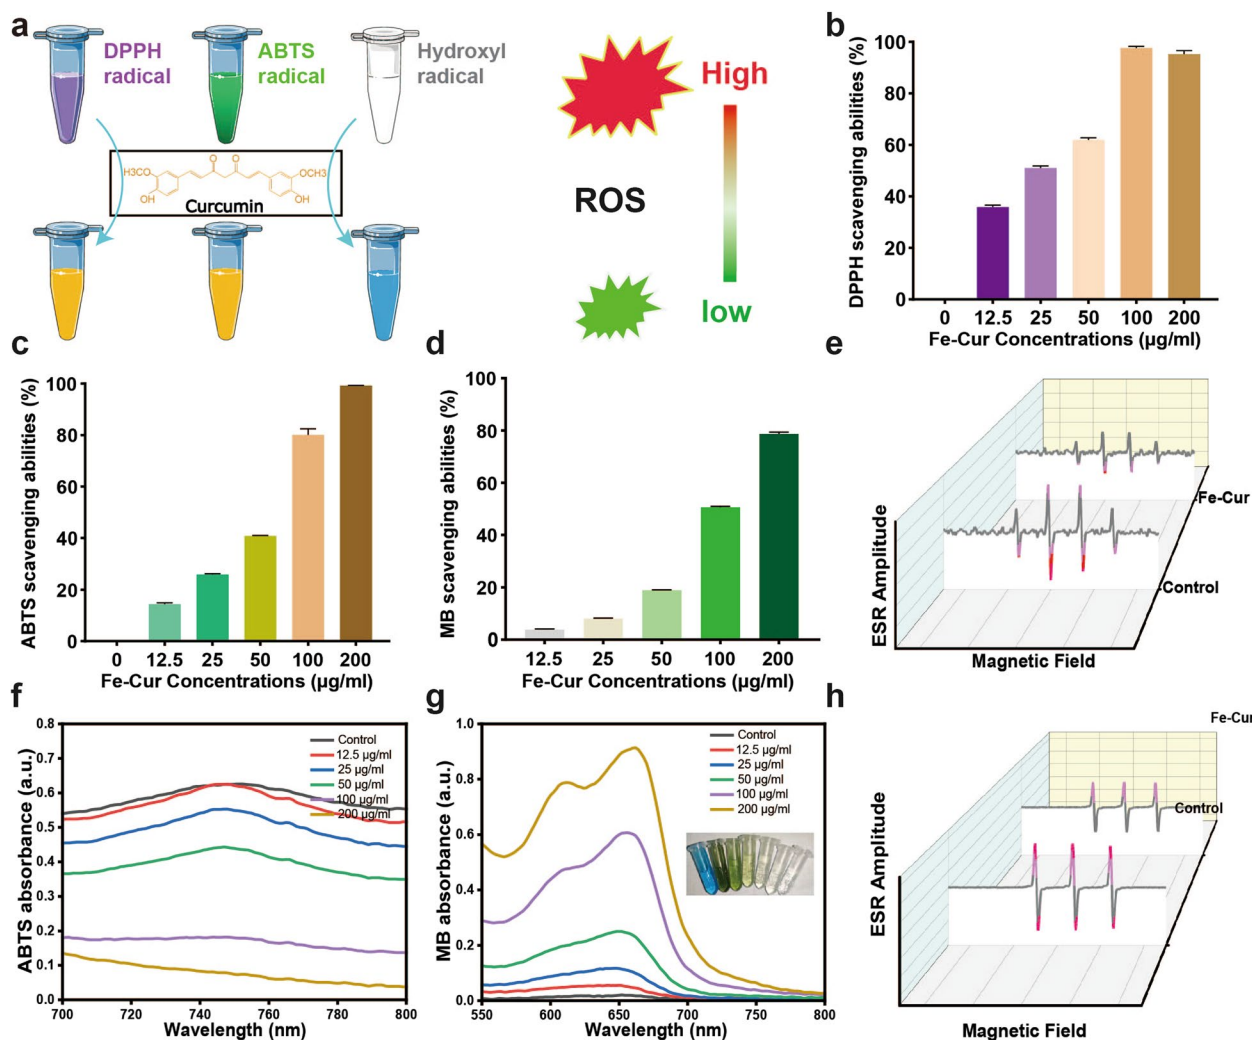 a
DPPH
radical
ABTS
radical
Hydroxyl
radical
H3CO
O O
OCH3
OH
OH
Curcumin
High
ROS
low
b
DPPH scavenging abilities (%)
100
80
60
40
20
0
0 12.5 25 50 100 200
Fe-Cur Concentrations (μg/ml)
c
ABTS scavenging abilities (%)
100
80
60
40
20
0
0 12.5 25 50 100 200
Fe-Cur Concentrations (μg/ml)
d
MB scavenging abilities (%)
100
80
60
40
20
0
12.5 25 50 100 200
Fe-Cur Concentrations (μg/ml)
e
ESR Amplitude
Fe-Cur
Control
Magnetic Field
f
ABTS absorbance (a.u.)
0.8
0.7
0.6
0.5
0.4
0.3
0.2
0.1
0.0
700 720 740 760 780 800
Wavelength (nm)
Control
12.5 μg/ml
25 μg/ml
50 μg/ml
100 μg/ml
200 μg/ml
g
MB absorbance (a.u.)
1.0
0.8
0.6
0.4
0.2
0.0
550 600 650 700 750 800
Wavelength (nm)
Control
12.5 μg/ml
25 μg/ml
50 μg/ml
100 μg/ml
200 μg/ml
h
Fe-Cur
Control
ESR Amplitude
Magnetic Field